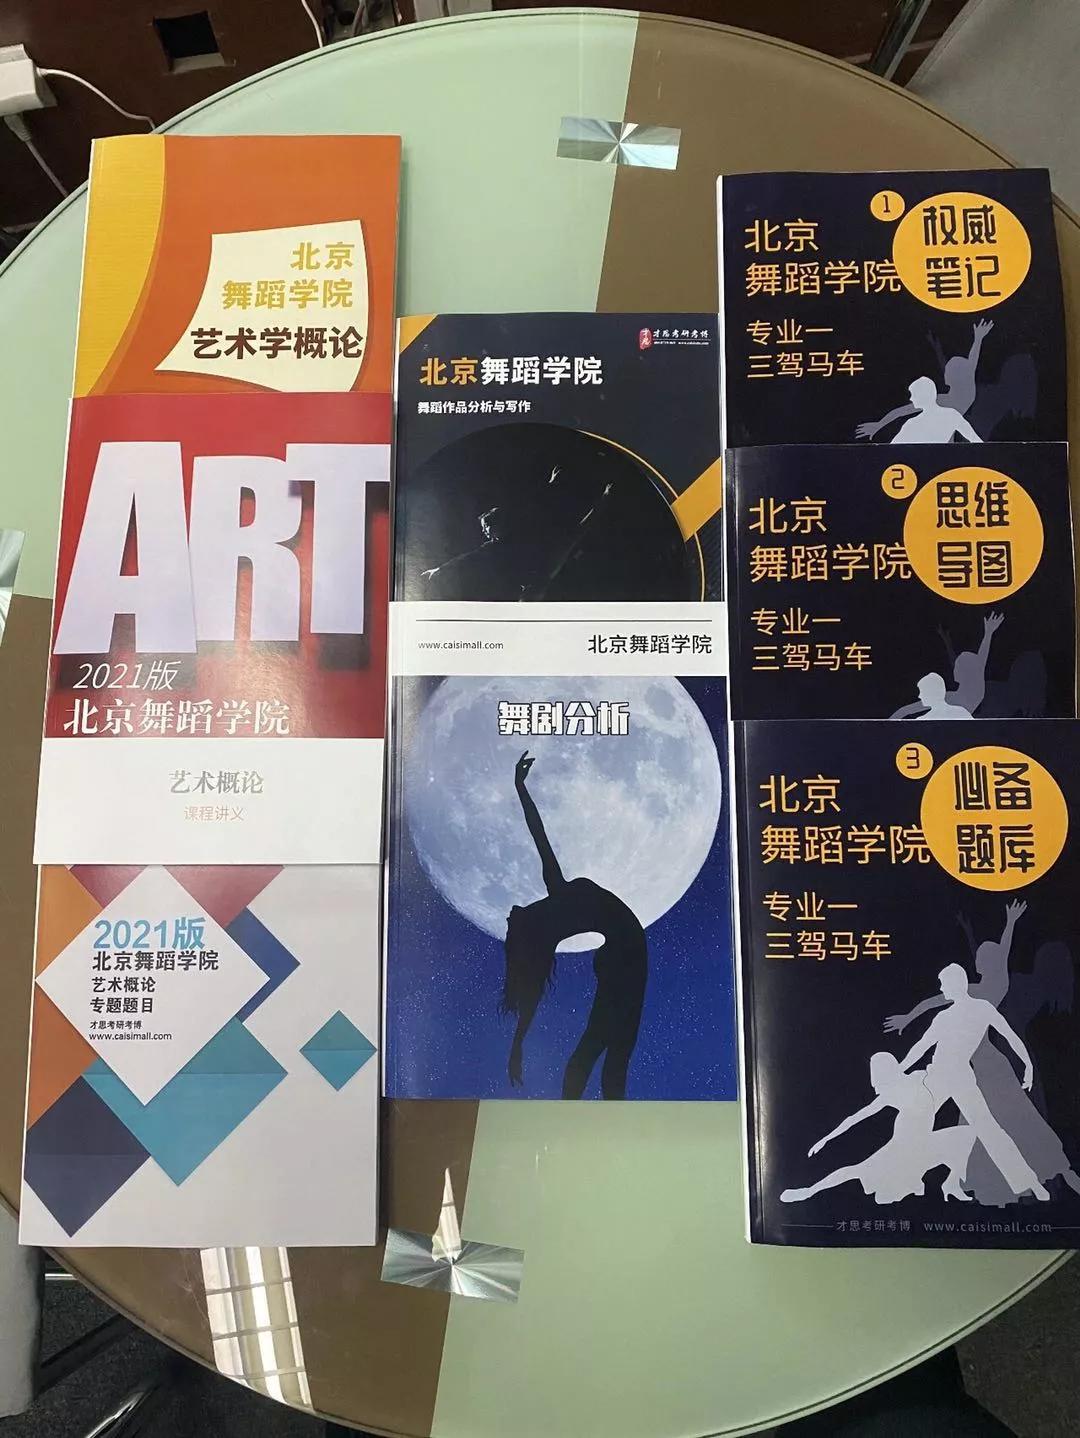 北京
舞蹈学院
艺术学概论
ART
2021版
北京舞蹈学院
艺术概论
课程讲义
2021版
北京舞蹈学院
艺术概论
专题题目
才思考研考博
www.caisimall.com
才思考研考博
北京舞蹈学院
舞蹈作品分析与写作
www.caisimall.com
北京舞蹈学院
舞剧分析
1
权威
笔记
北京
舞蹈学院
专业一
三驾马车
2
思维
导图
北京
舞蹈学院
专业一
三驾马车
3
必备
题库
北京
舞蹈学院
专业一
三驾马车
才思考研考博 www.caisimall.com